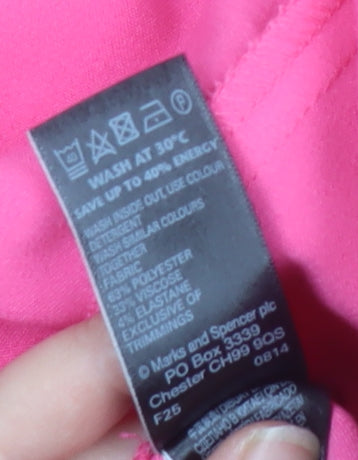 40
P
WASH AT 30°C
SAVE UP TO 40% ENERGY
WASH INSIDE OUT, USE COLOUR
DETERGENT
WASH SIMILAR COLOURS
TOGETHER
FABRIC
63% POLYESTER
33% VISCOSE
4% ELASTANE
EXCLUSIVE OF
TRIMMINGS
© Marks and Spencer plc
PO Box 3339
Chester CH99 9QS
F25 0814